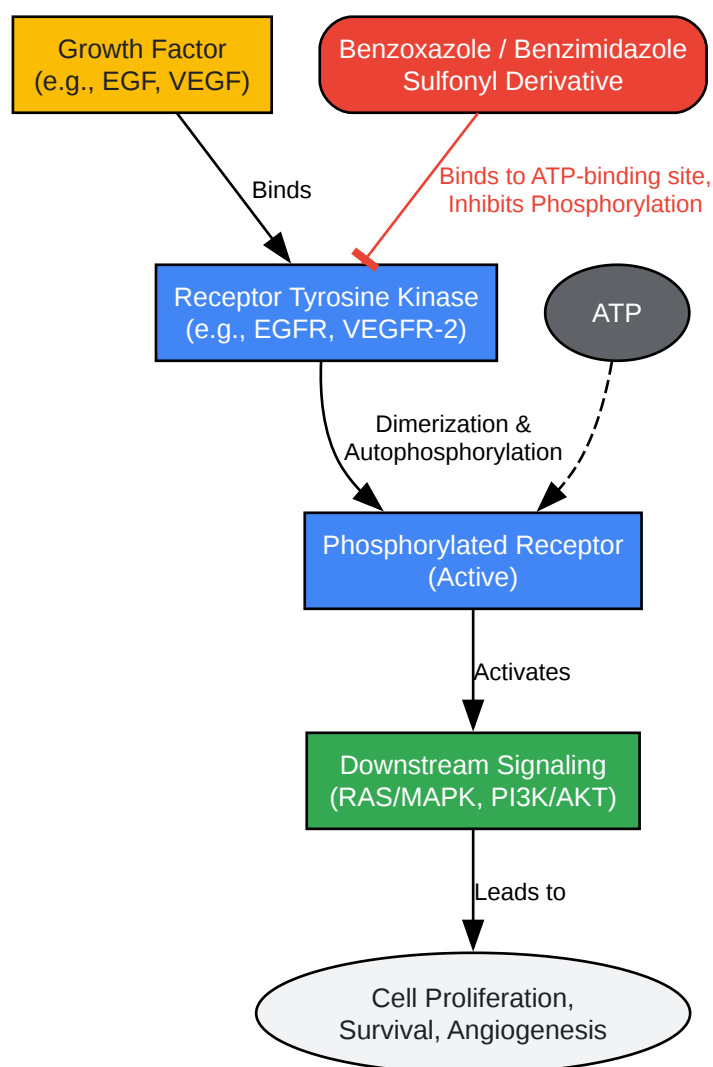 Growth Factor
(e.g., EGF, VEGF)
Benzoxazole / Benzimidazole
Sulfonyl Derivative
Binds
Binds to ATP-binding site,
Inhibits Phosphorylation
Receptor Tyrosine Kinase
(e.g., EGFR, VEGFR-2)
ATP
Dimerization &
Autophosphorylation
Phosphorylated Receptor
(Active)
Activates
Downstream Signaling
(RAS/MAPK, PI3K/AKT)
Leads to
Cell Proliferation,
Survival, Angiogenesis